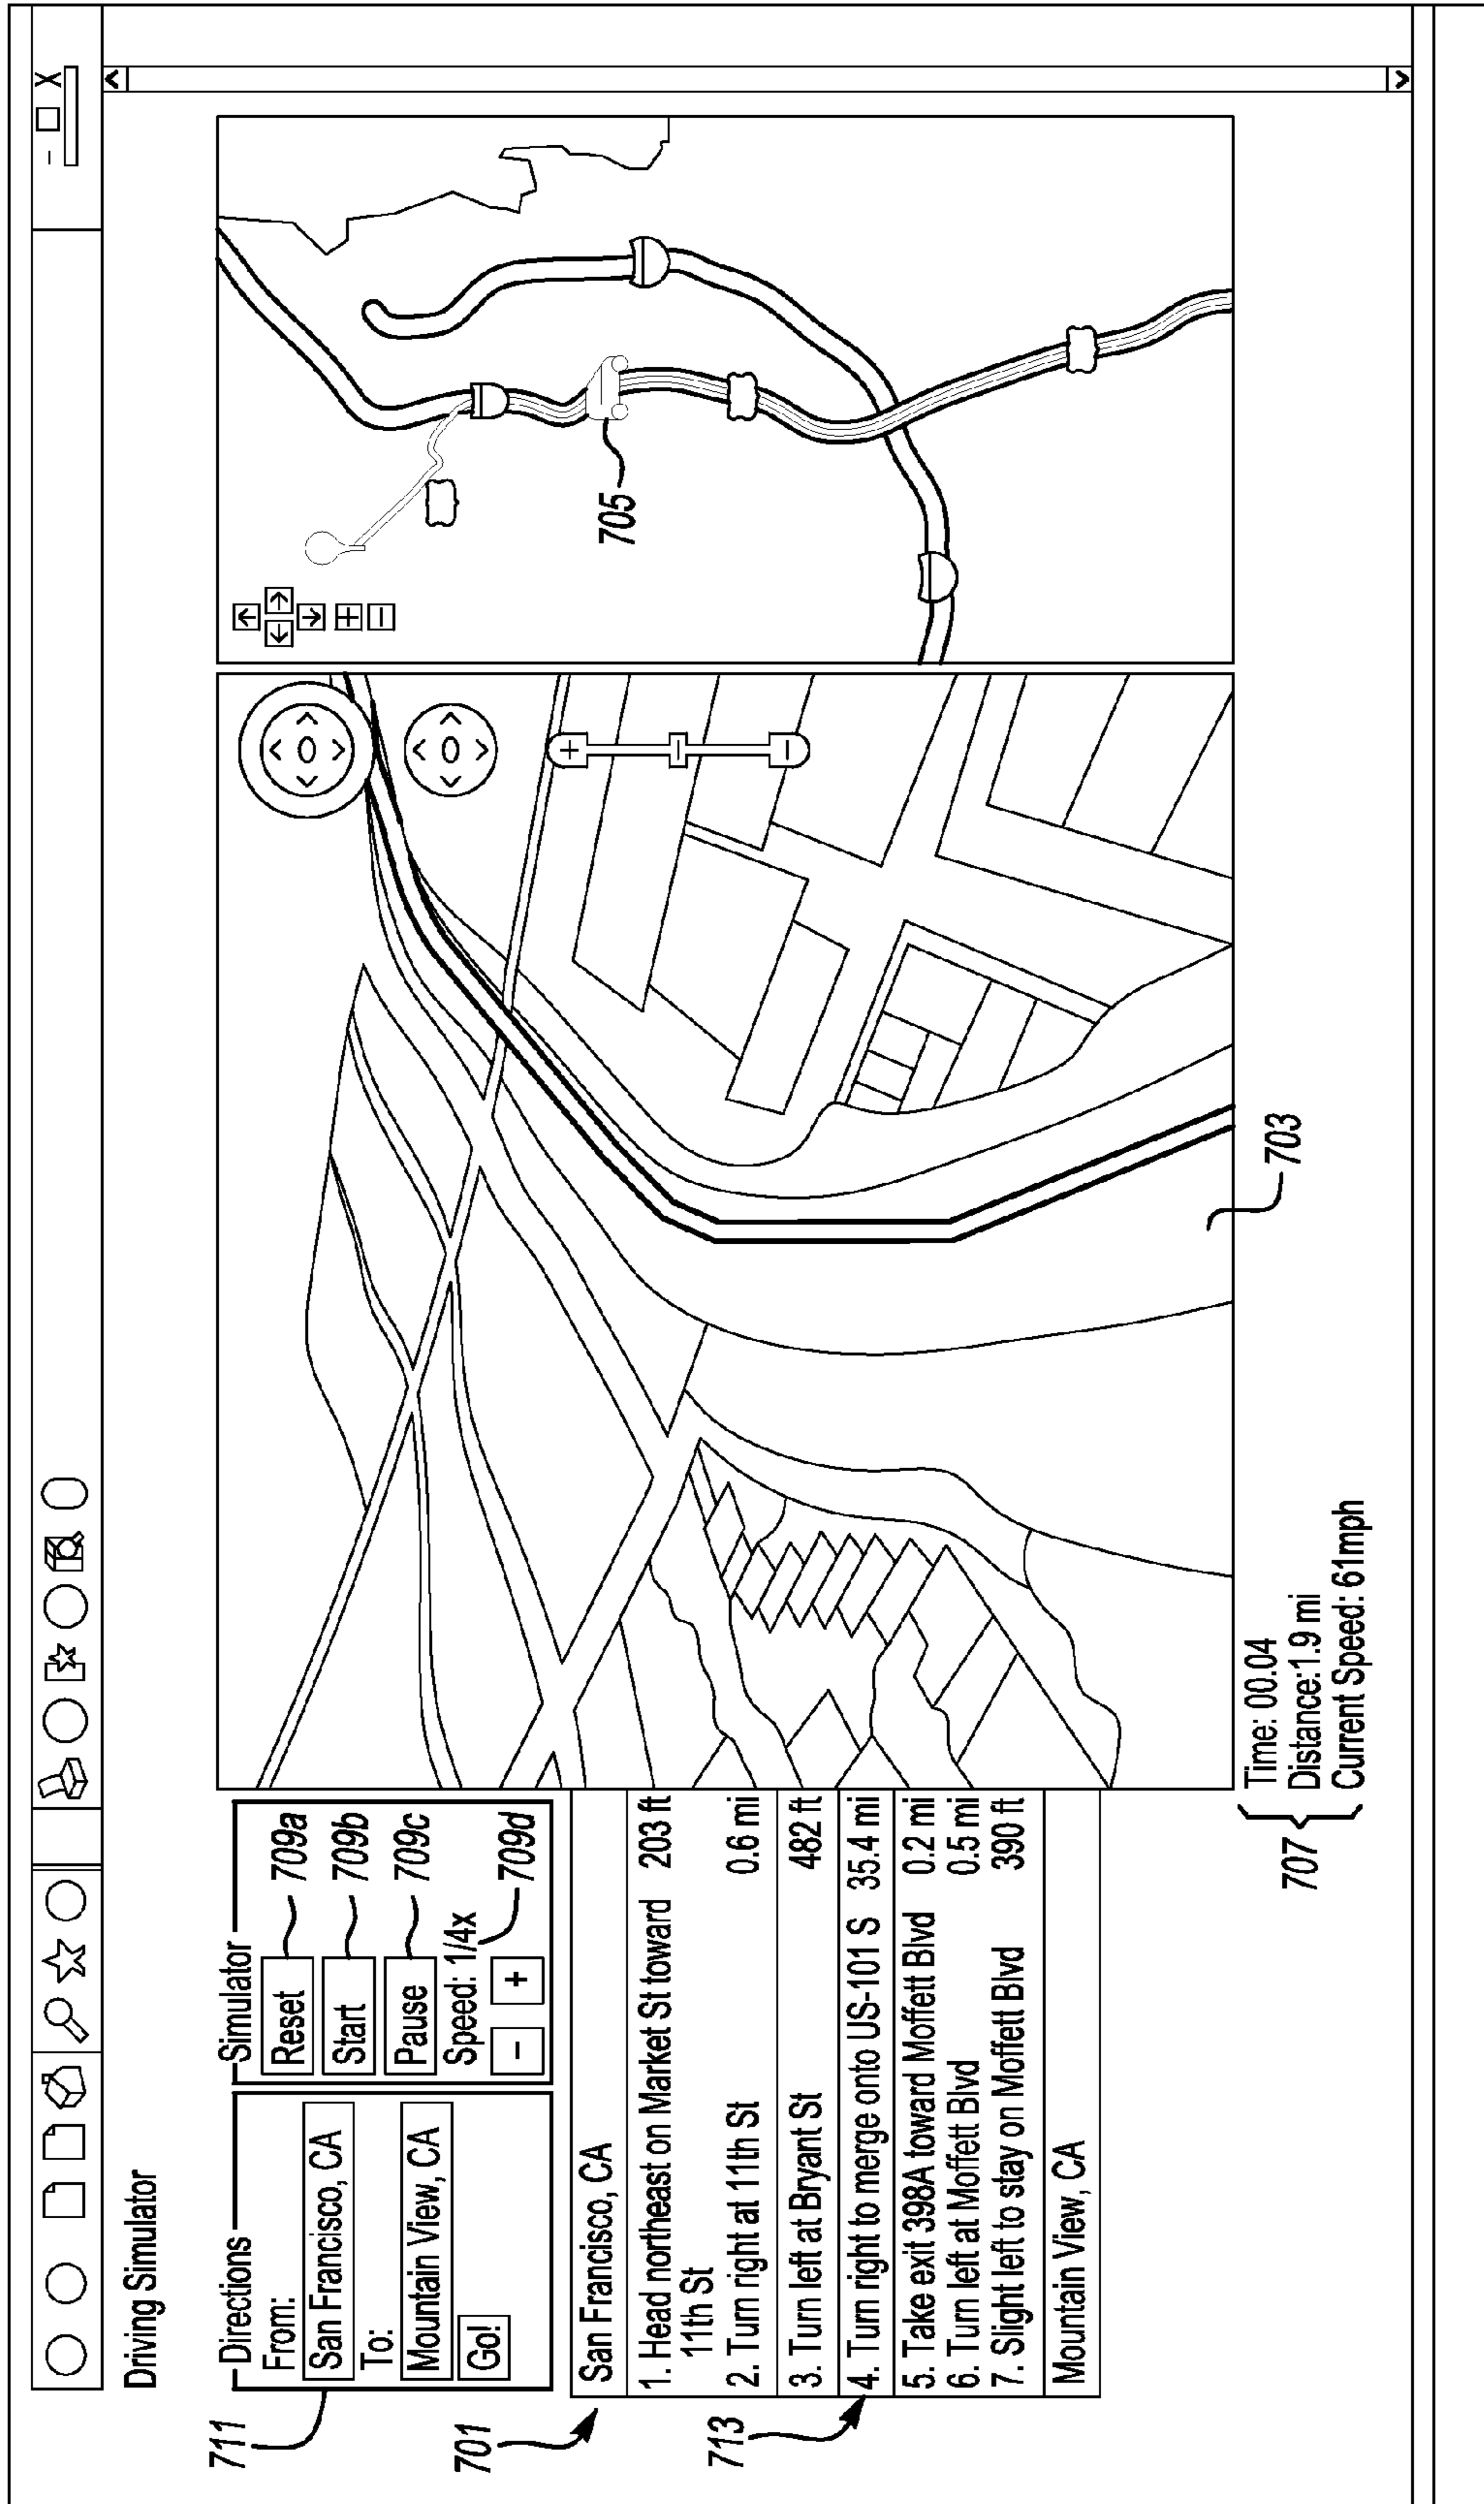 Driving Simulator
Directions
From:
San Francisco, CA
To:
Mountain View, CA
Go!
711
Simulator
Reset
709a
Start
709b
Pause
709c
Speed: 1/4x
709d
− +
701
San Francisco, CA
1. Head northeast on Market St toward 203 ft
11th St
2. Turn right at 11th St 0.6 mi
3. Turn left at Bryant St 482 ft
713
4. Turn right to merge onto US-101 S 35.4 mi
5. Take exit 398A toward Moffett Blvd 0.2 mi
6. Turn left at Moffett Blvd 0.5 mi
7. Slight left to stay on Moffett Blvd 390 ft
Mountain View, CA
705
703
707
Time: 00.04
Distance:1.9 mi
Current Speed: 61mph